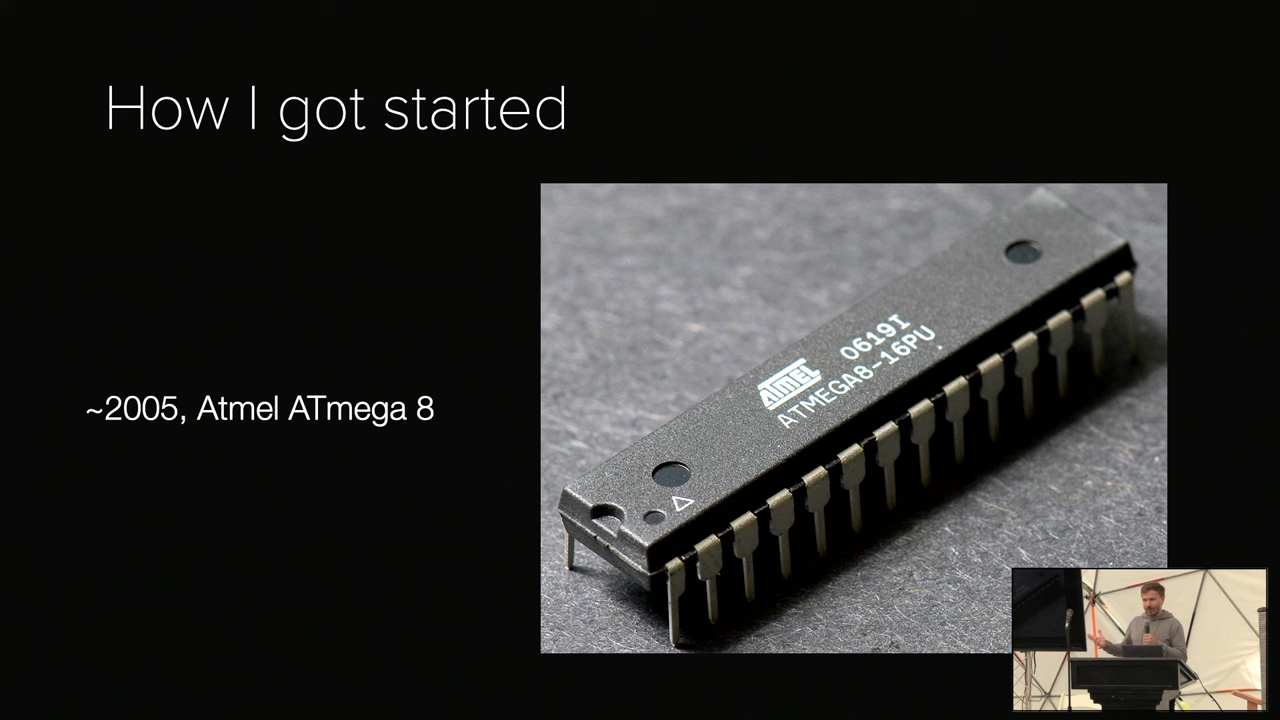 How I got started
~2005, Atmel ATmega 8
ATMEL 0619I
ATMEGA8-16PU